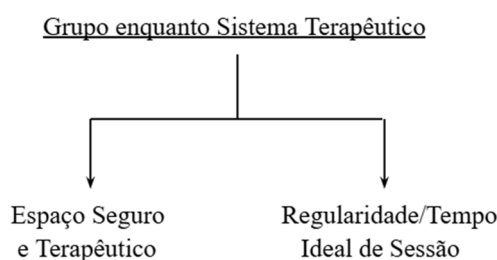 Grupo enquanto Sistema Terapêutico
Espaço Seguro
e Terapêutico
Regularidade/Tempo
Ideal de Sessão